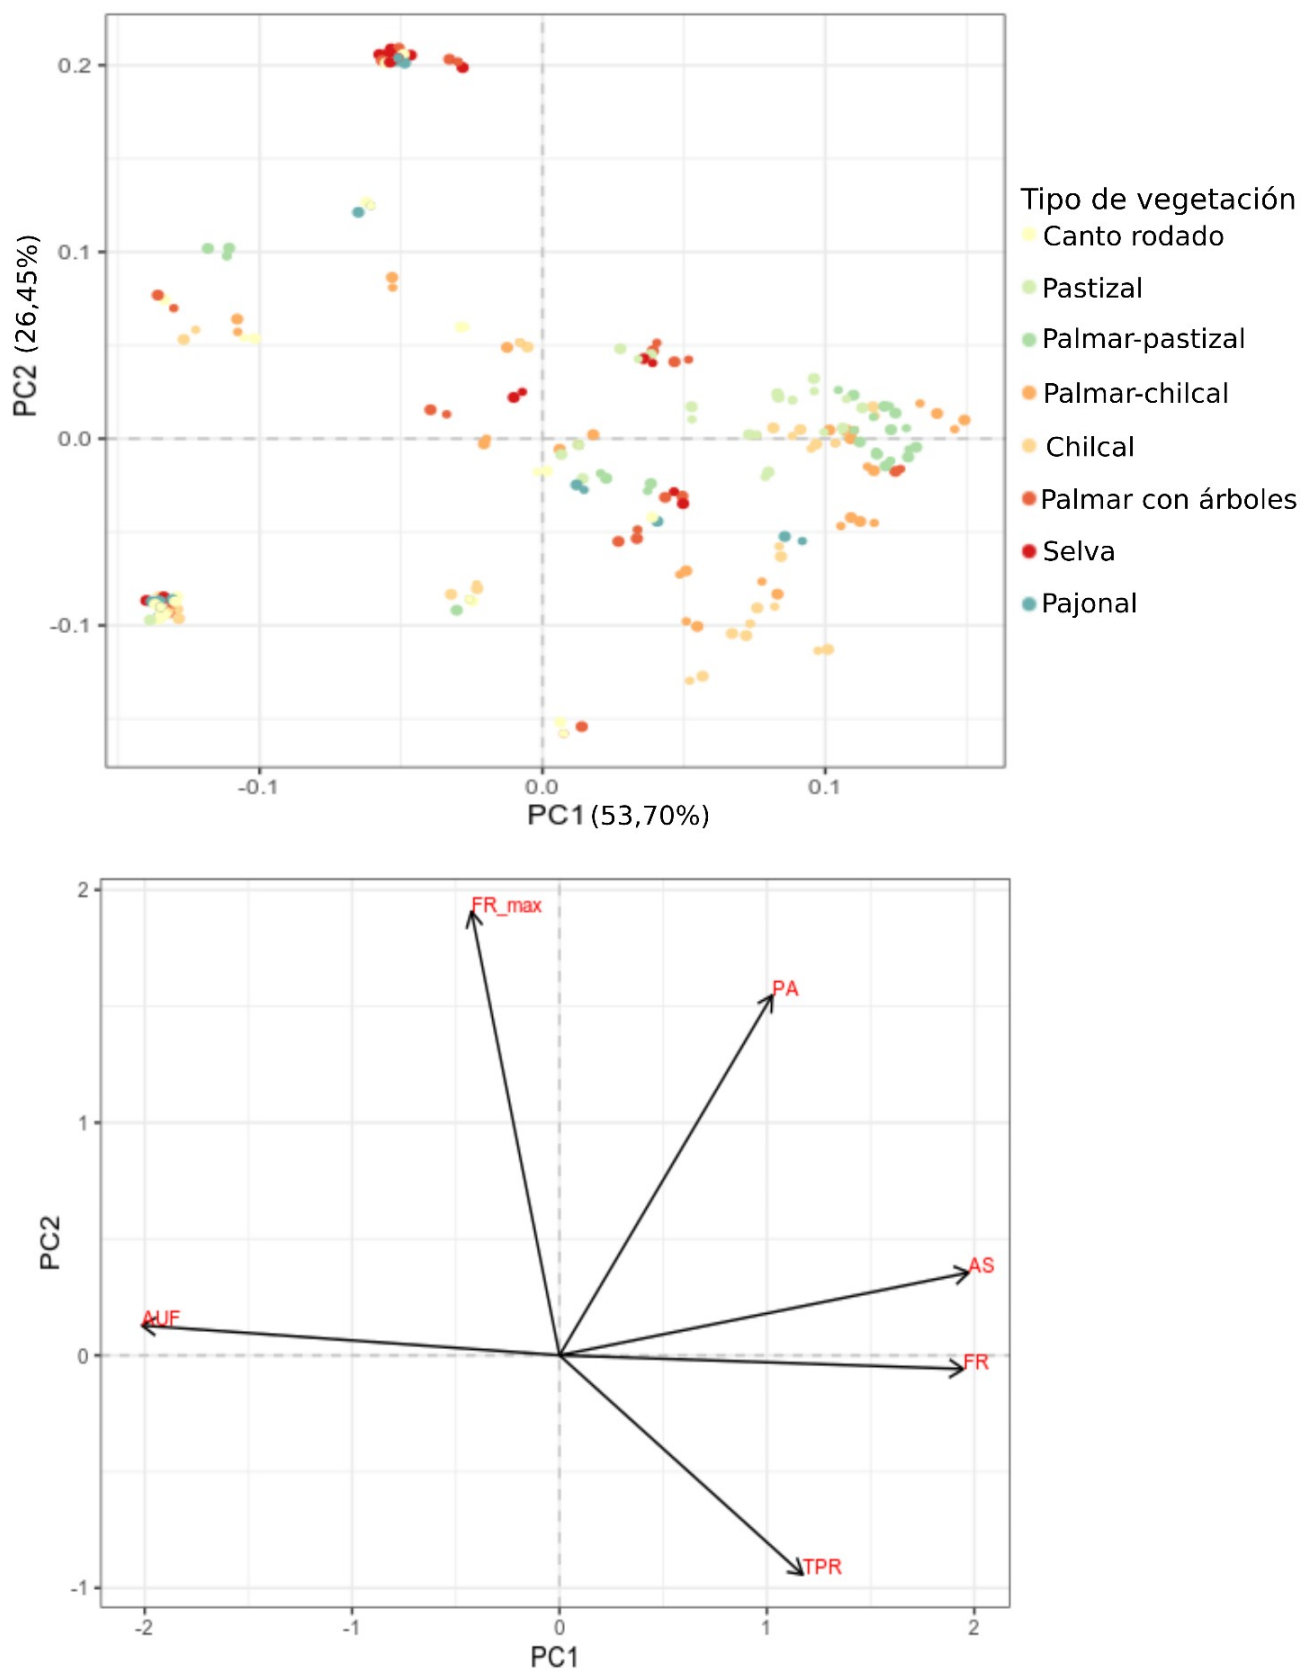 0.2
0.1
0.0
-0.1
PC2 (26,45%)
-0.1
0.0
0.1
PC1 (53,70%)
Tipo de vegetación
Canto rodado
Pastizal
Palmar-pastizal
Palmar-chilcal
Chilcal
Palmar con árboles
Selva
Pajonal
2
1
0
-1
PC2
FR_max
PA
AS
AUF
FR
TPR
-2
-1
0
1
2
PC1